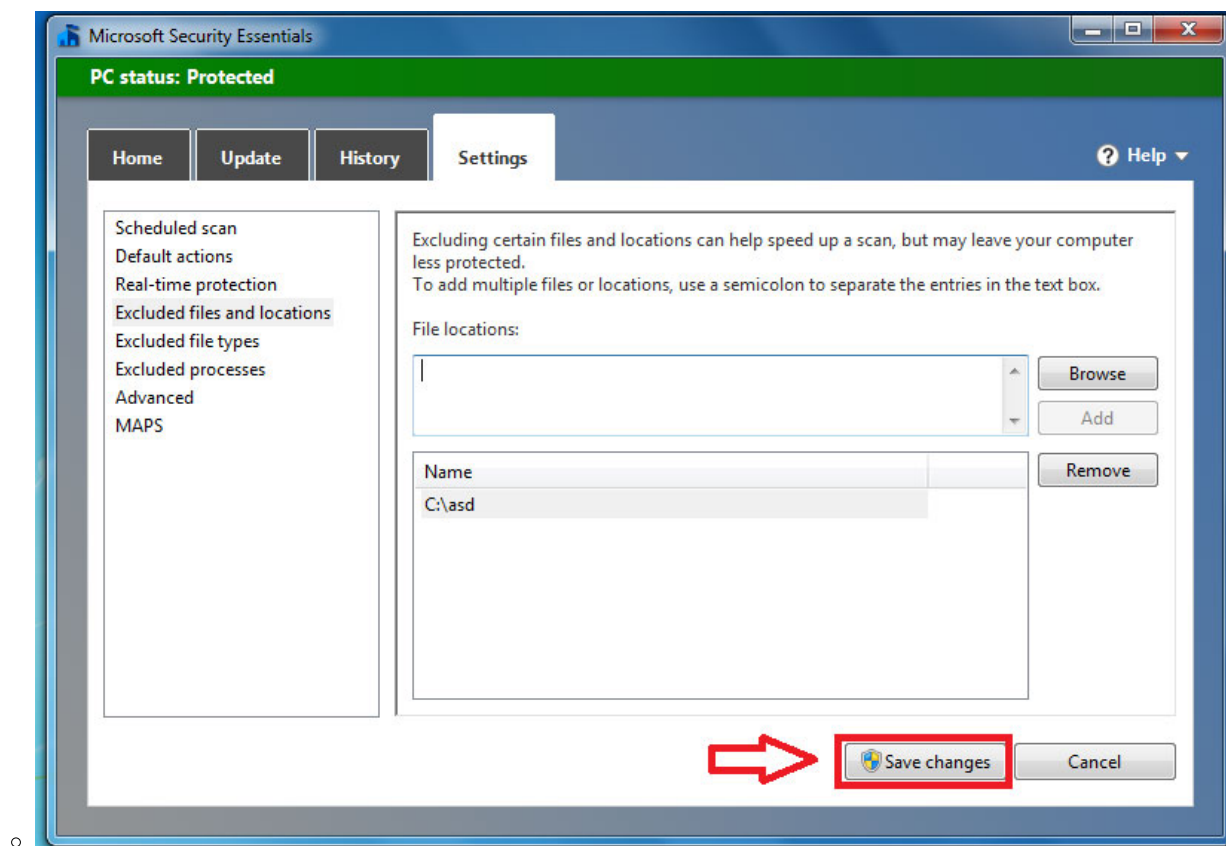 Microsoft Security Essentials
PC status: Protected
Home
Update
History
Settings
Help
Scheduled scan
Default actions
Real-time protection
Excluded files and locations
Excluded file types
Excluded processes
Advanced
MAPS
Excluding certain files and locations can help speed up a scan, but may leave your computer
less protected.
To add multiple files or locations, use a semicolon to separate the entries in the text box.
File locations:
Browse
Add
Name
Remove
C:\asd
Save changes
Cancel